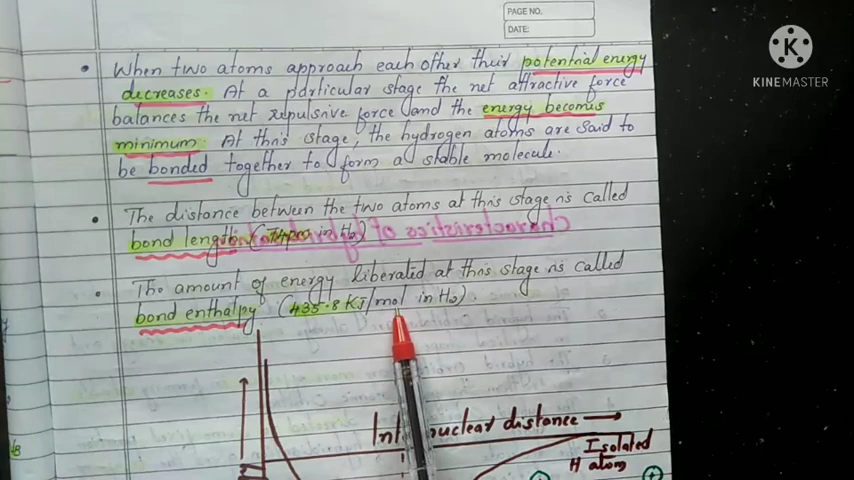 PAGE NO.
DATE:
K
KINEMASTER
When two atoms approach each other their potential energy
decreases. At a particular stage the net attractive force
balances the net repulsive force and the energy becomes
minimum. At this stage, the hydrogen atoms are said to
be bonded together to form a stable molecule.
The distance between the two atoms at this stage is called
bond length (74pm in H2)
The amount of energy liberated at this stage is called
bond enthalpy (435.8 KJ/mol in H2).
nuclear distance
Isolated
H atom
+ +